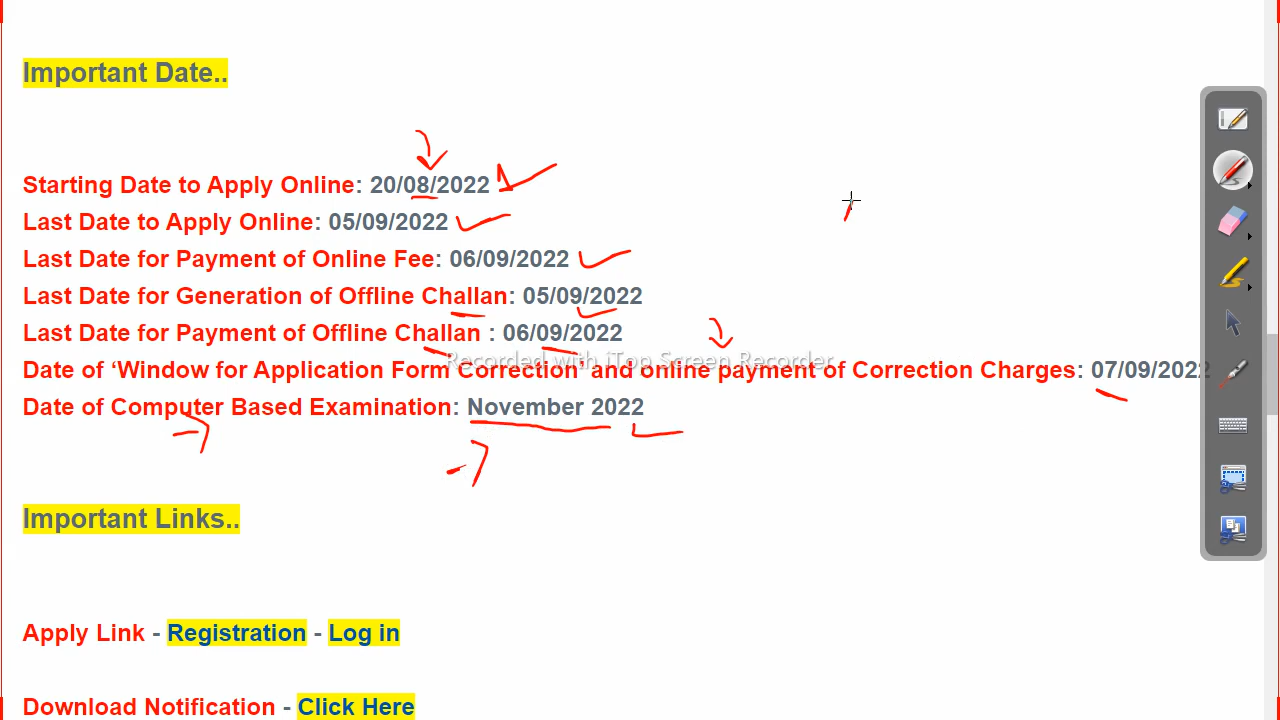 Important Date..
Starting Date to Apply Online: 20/08/2022
Last Date to Apply Online: 05/09/2022
Last Date for Payment of Online Fee: 06/09/2022
Last Date for Generation of Offline Challan: 05/09/2022
Last Date for Payment of Offline Challan : 06/09/2022
Recorded with iTop Screen Recorder
Date of ‘Window for Application Form Correction’ and online payment of Correction Charges: 07/09/2022
Date of Computer Based Examination: November 2022
Important Links..
Apply Link - Registration - Log in
Download Notification - Click Here